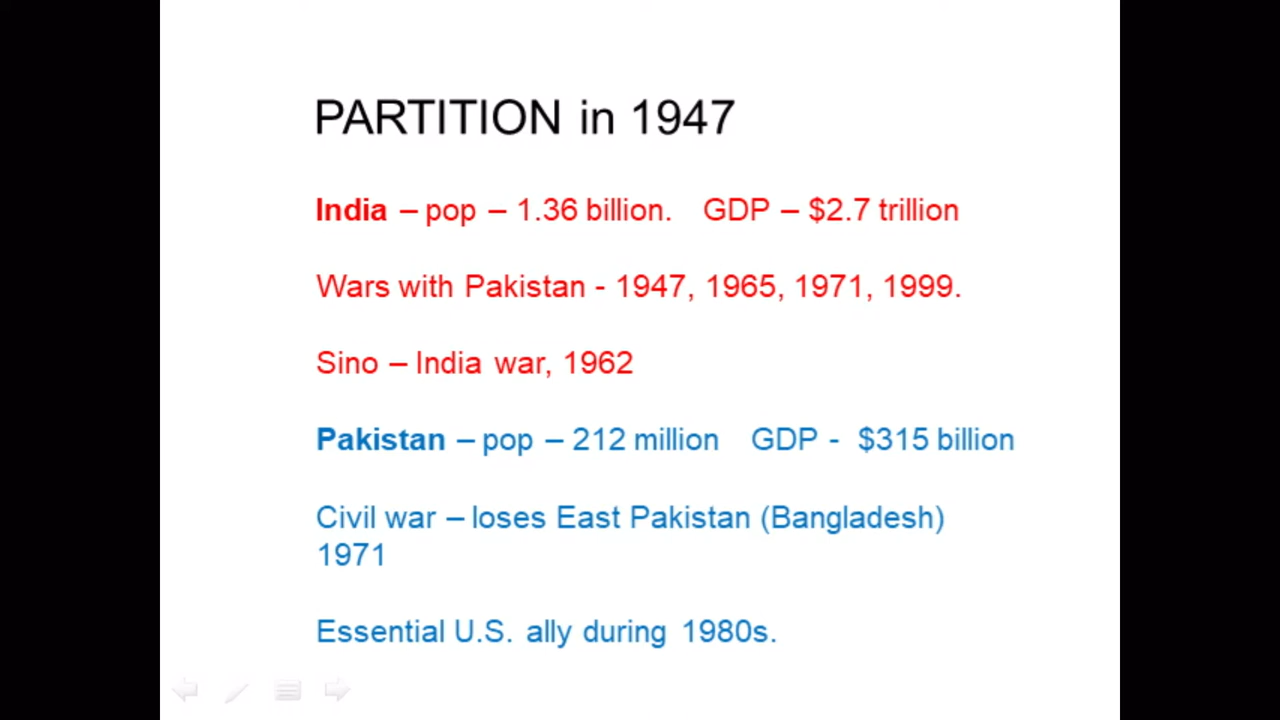 PARTITION in 1947
India – pop – 1.36 billion. GDP – $2.7 trillion
Wars with Pakistan - 1947, 1965, 1971, 1999.
Sino – India war, 1962
Pakistan – pop – 212 million GDP - $315 billion
Civil war – loses East Pakistan (Bangladesh)
1971
Essential U.S. ally during 1980s.